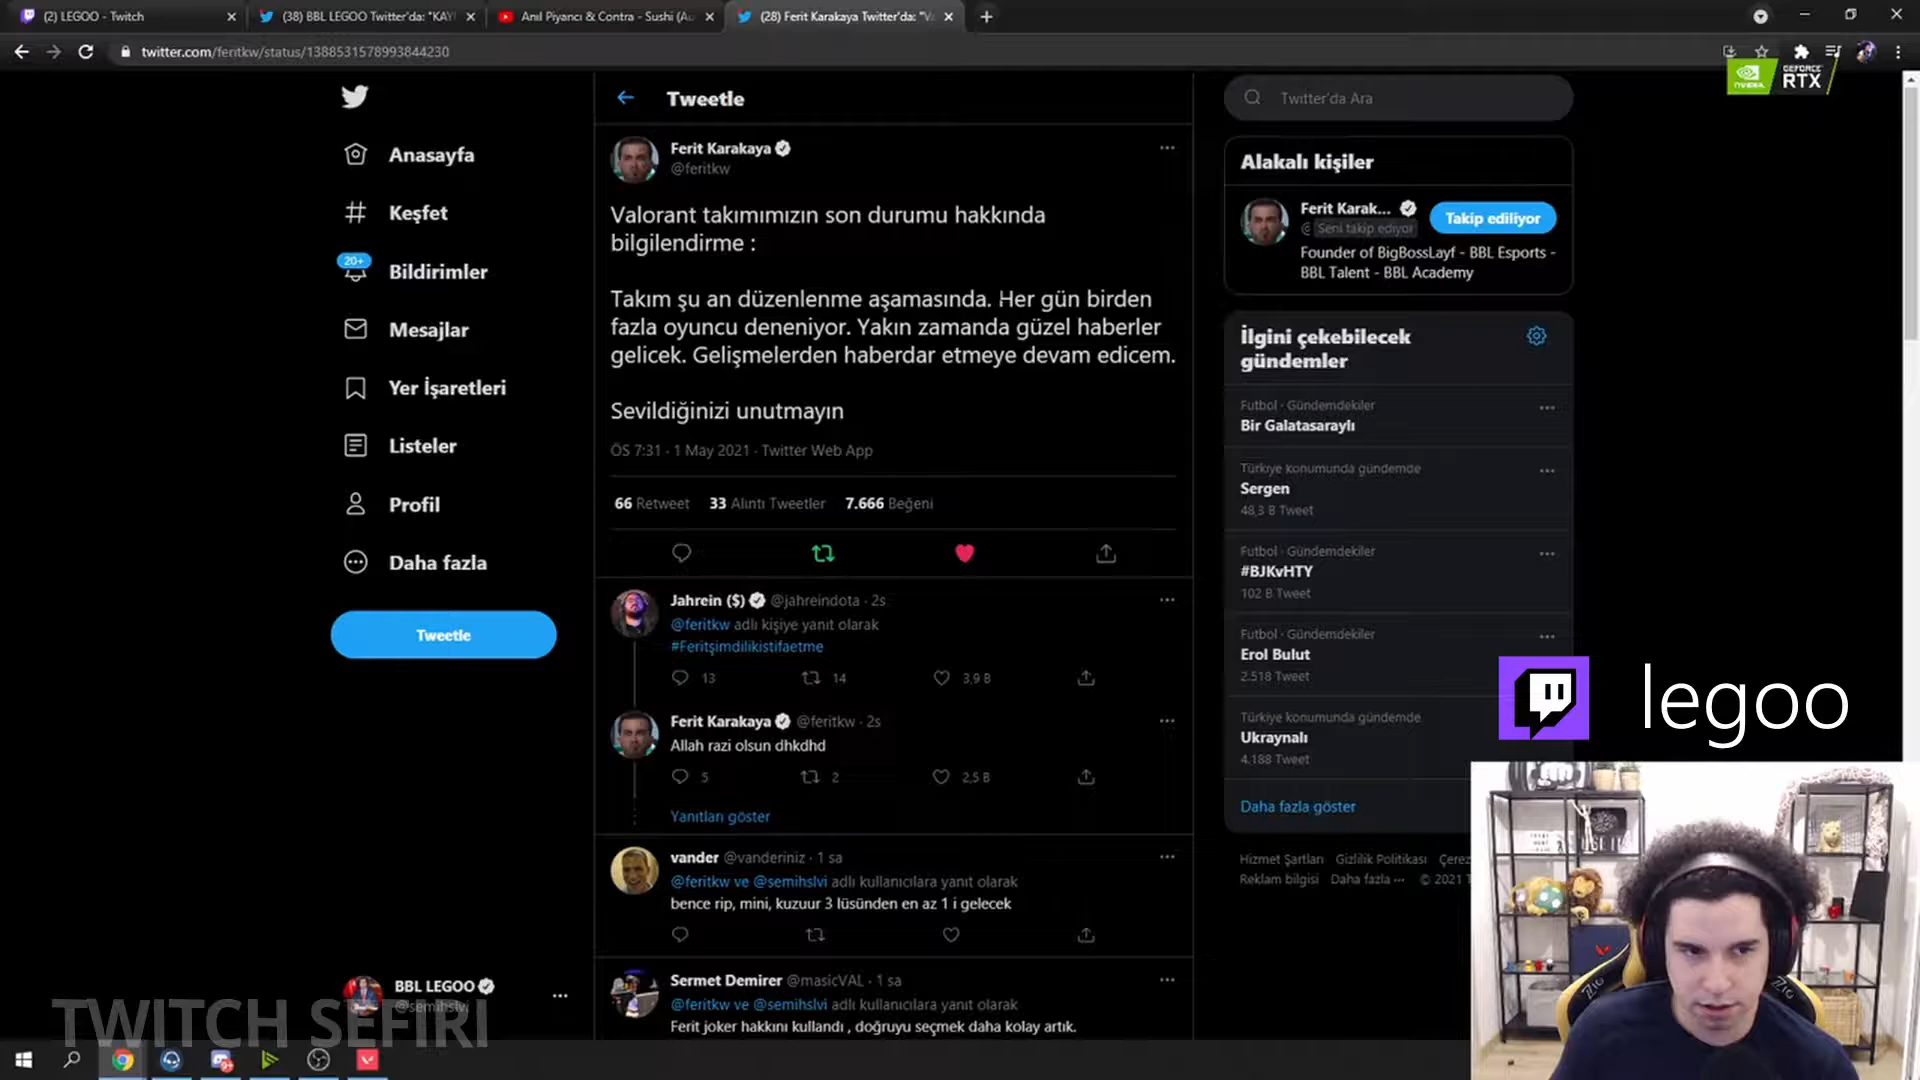 (2) LEGOO - Twitch
(38) BBL LEGOO Twitter'da: "KAYI
Anıl Piyancı & Contra - Sushi (Au
(28) Ferit Karakaya Twitter'da: "Va
twitter.com/feritkw/status/1388531578993844230
NVIDIA
GEFORCE
RTX
Anasayfa
Keşfet
20+
Bildirimler
Mesajlar
Yer İşaretleri
Listeler
Profil
Daha fazla
Tweetle
BBL LEGOO
@semihslvi
TWITCH SEFIRI
Tweetle
Ferit Karakaya
@feritkw
Valorant takımımızın son durumu hakkında
bilgilendirme :
Takım şu an düzenlenme aşamasında. Her gün birden
fazla oyuncu deneniyor. Yakın zamanda güzel haberler
gelicek. Gelişmelerden haberdar etmeye devam edicem.
Sevildiğinizi unutmayın
ÖS 7:31 · 1 May 2021 · Twitter Web App
66 Retweet 33 Alıntı Tweetler 7.666 Beğeni
Jahrein ($) @jahreindota · 2s
@feritkw adlı kişiye yanıt olarak
#Feritşimdilikistifaetme
13 14 3,9 B
Ferit Karakaya @feritkw · 2s
Allah razi olsun dhkdhd
5 2 2,5 B
Yanıtları göster
vander @vanderiniz · 1 sa
@feritkw ve @semihslvi adlı kullanıcılara yanıt olarak
bence rip, mini, kuzuur 3 lüsünden en az 1 i gelecek
Sermet Demirer @masicVAL · 1 sa
@feritkw ve @semihslvi adlı kullanıcılara yanıt olarak
Ferit joker hakkını kullandı , doğruyu seçmek daha kolay artık.
Twitter'da Ara
Alakalı kişiler
Ferit Karak...
@
Seni takip ediyor
Takip ediliyor
Founder of BigBossLayf - BBL Esports -
BBL Talent - BBL Academy
İlgini çekebilecek
gündemler
Futbol · Gündemdekiler
Bir Galatasaraylı
Türkiye konumunda gündemde
Sergen
48,3 B Tweet
Futbol · Gündemdekiler
#BJKvHTY
102 B Tweet
Futbol · Gündemdekiler
Erol Bulut
2.518 Tweet
Türkiye konumunda gündemde
Ukraynalı
4.188 Tweet
Daha fazla göster
Hizmet Şartları Gizlilik Politikası Çerez
Reklam bilgisi Daha fazla ··· © 2021 T
legoo